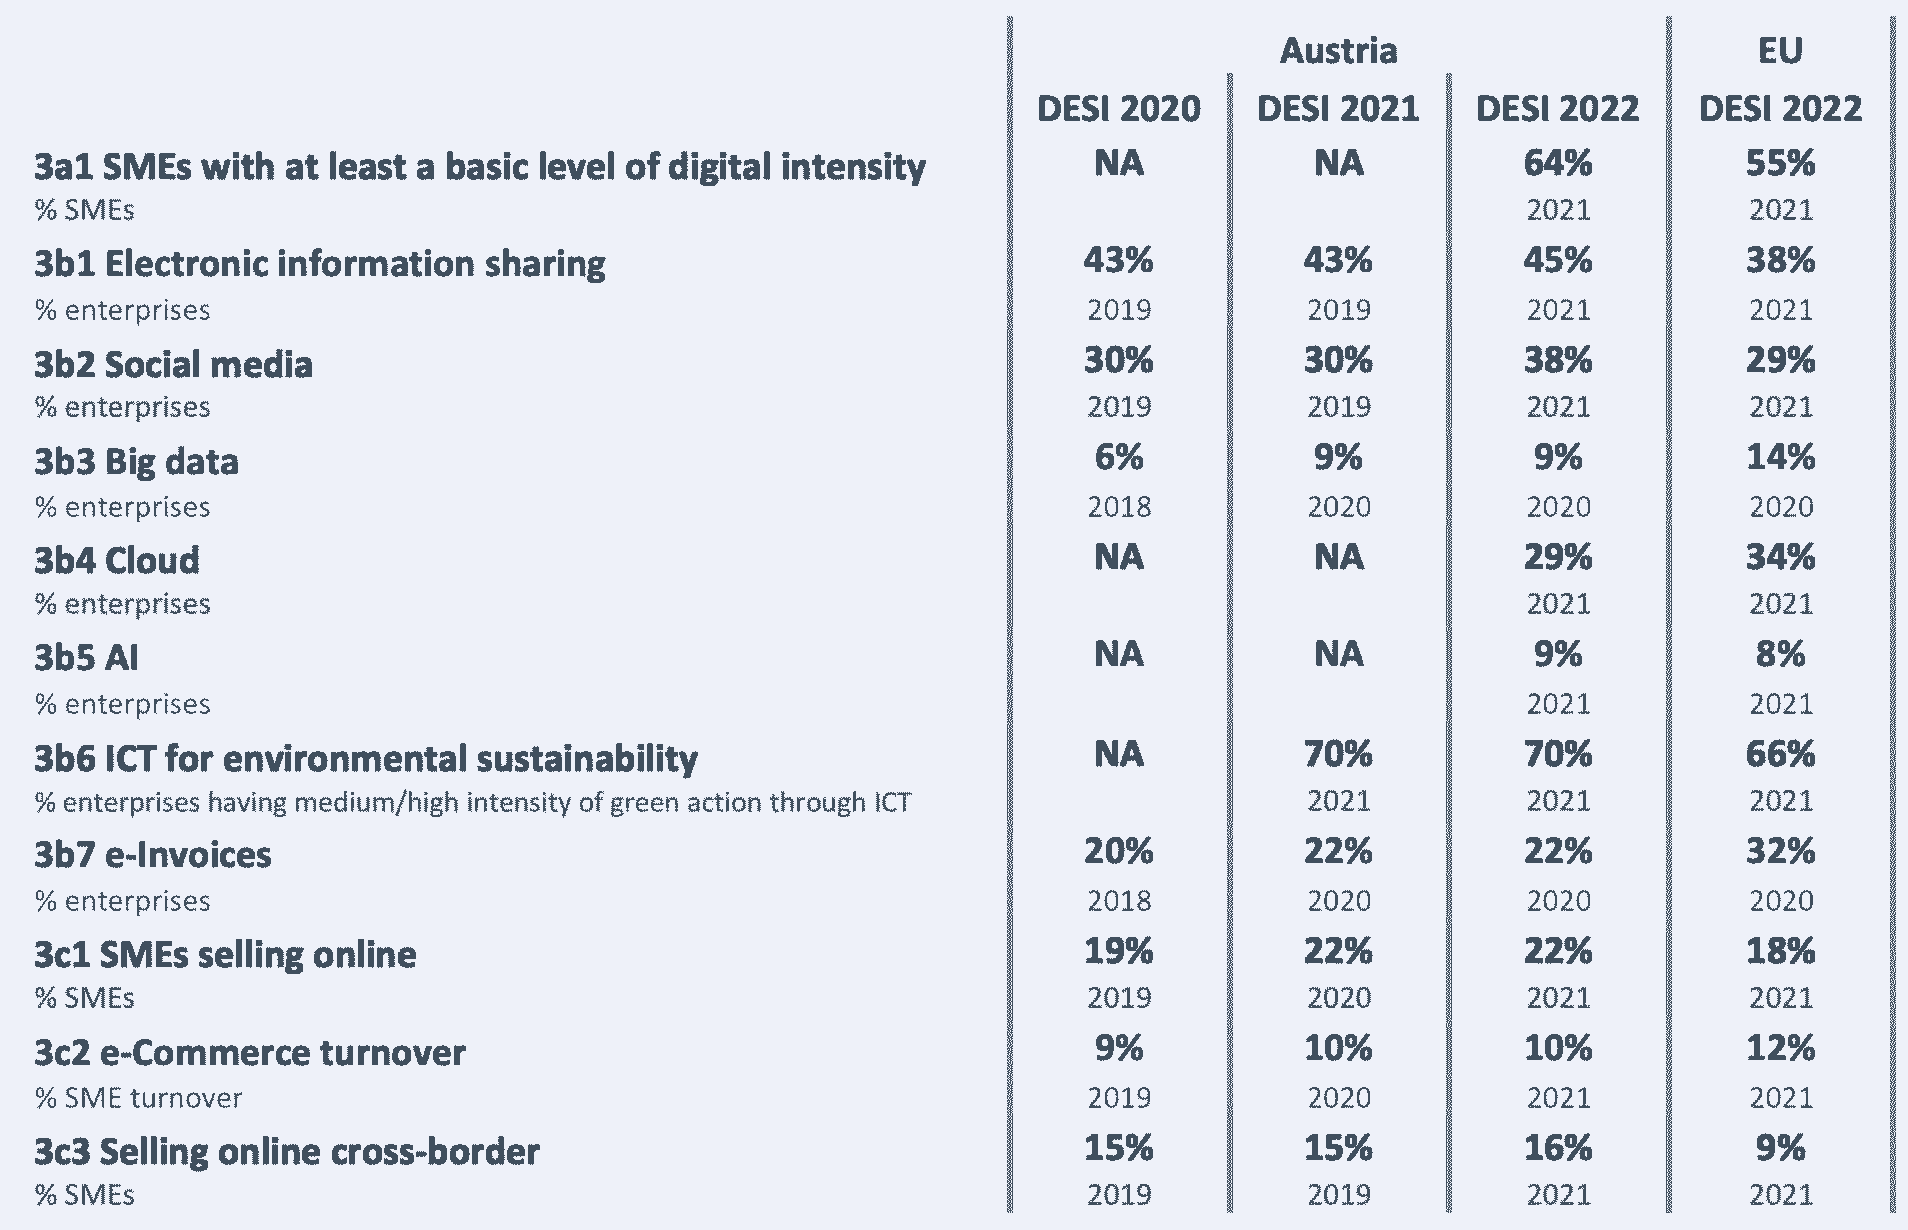 Austria EU
DESI 2020 DESI 2021 DESI 2022 DESI 2022
3a1 SMEs with at least a basic level of digital intensity NA NA 64% 55%
% SMEs 2021 2021
3b1 Electronic information sharing 43% 43% 45% 38%
% enterprises 2019 2019 2021 2021
3b2 Social media 30% 30% 38% 29%
% enterprises 2019 2019 2021 2021
3b3 Big data 6% 9% 9% 14%
% enterprises 2018 2020 2020 2020
3b4 Cloud NA NA 29% 34%
% enterprises 2021 2021
3b5 AI NA NA 9% 8%
% enterprises 2021 2021
3b6 ICT for environmental sustainability NA 70% 70% 66%
% enterprises having medium/high intensity of green action through ICT 2021 2021 2021
3b7 e-Invoices 20% 22% 22% 32%
% enterprises 2018 2020 2020 2020
3c1 SMEs selling online 19% 22% 22% 18%
% SMEs 2019 2020 2021 2021
3c2 e-Commerce turnover 9% 10% 10% 12%
% SME turnover 2019 2020 2021 2021
3c3 Selling online cross-border 15% 15% 16% 9%
% SMEs 2019 2019 2021 2021